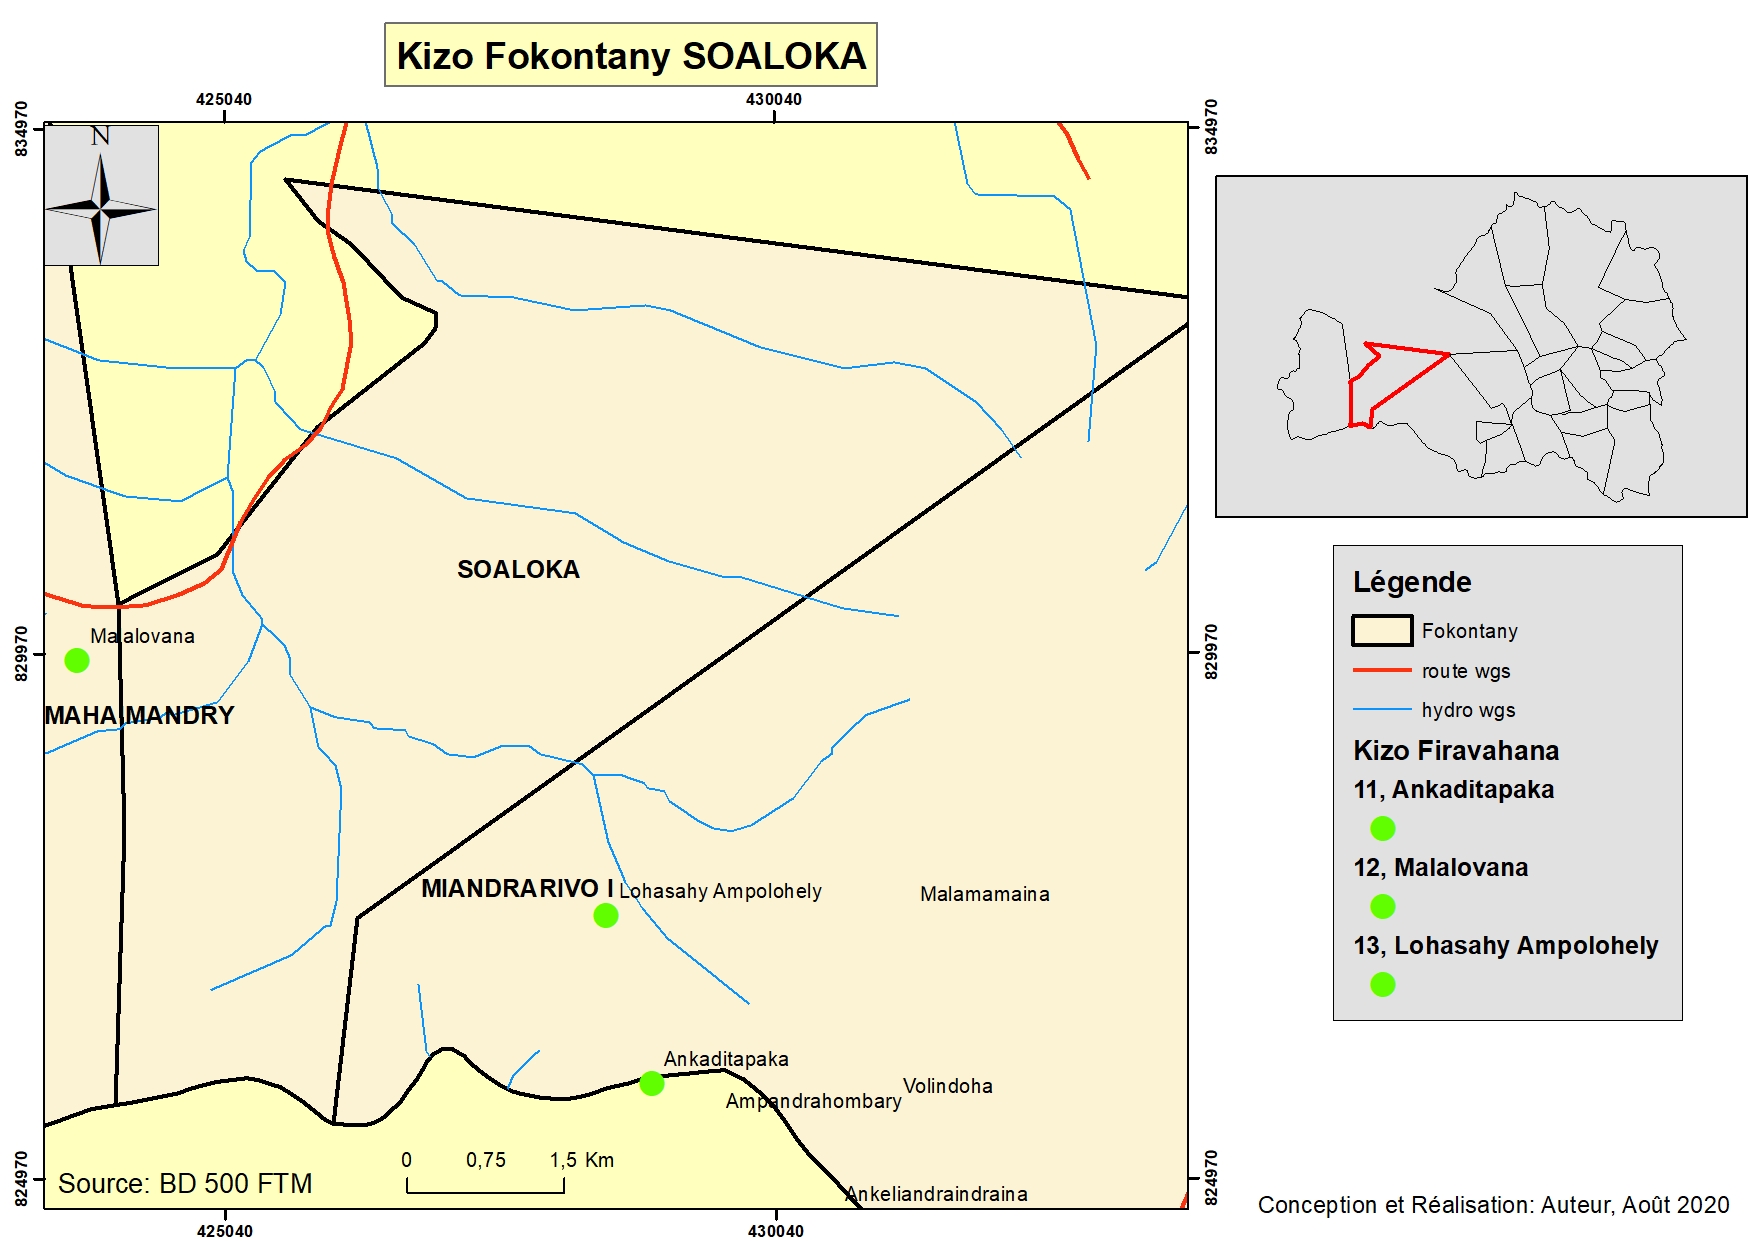 Kizo Fokontany SOALOKA
425040
430040
834970
834970
N
SOALOKA
Malalovana
829970
829970
MAHAIMANDRY
MIANDRARIVO I
Lohasahy Ampolohely
Malamamaina
Ankaditapaka
Volindoha
Ampandrahombary
0 0,75 1,5 Km
Source: BD 500 FTM
Ankeliandraindraina
824970
824970
425040
430040
Légende
Fokontany
route wgs
hydro wgs
Kizo Firavahana
11, Ankaditapaka
12, Malalovana
13, Lohasahy Ampolohely
Conception et Réalisation: Auteur, Août 2020